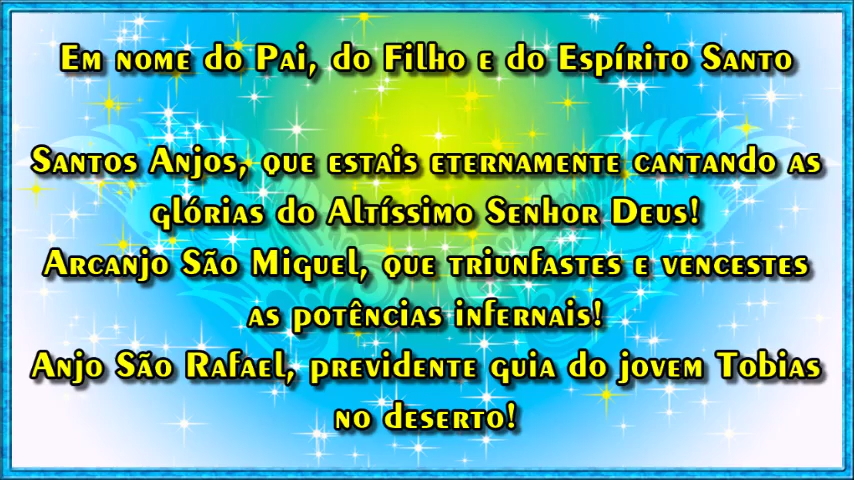 Em nome do Pai, do Filho e do Espírito Santo
Santos Anjos, que estais eternamente cantando as
glórias do Altíssimo Senhor Deus!
Arcanjo São Miguel, que triunfastes e vencestes
as potências infernais!
Anjo São Rafael, previdente guia do jovem Tobias
no deserto!